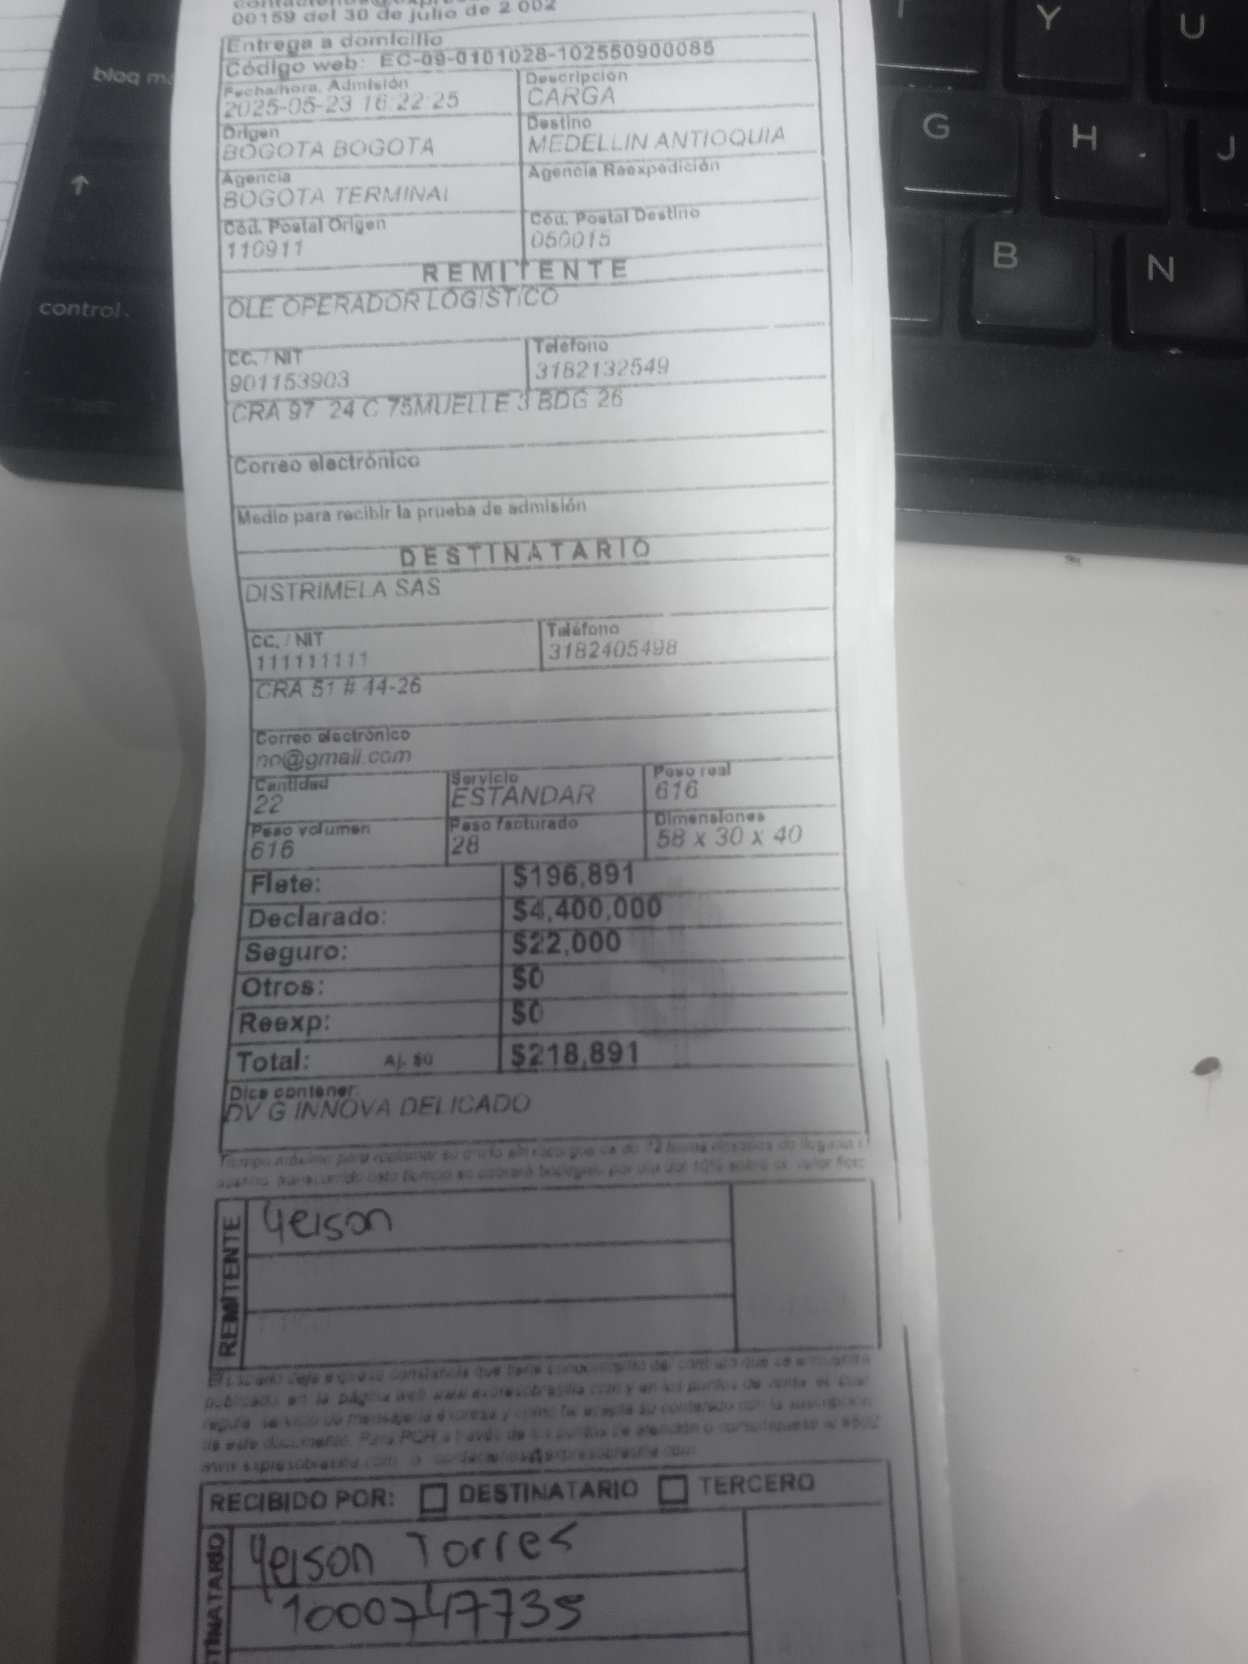 00159 del 30 de julio de 2 002
Entrega a domicilio
Código web: EC-09-0101028-102550900085
Fecha/hora. Admisión
2025-05-23 16:22:25
Descripcion
CARGA
Origen
BOGOTA BOGOTA
Destino
MEDELLIN ANTIOQUIA
Agencia
BOGOTA TERMINAL
Agencia Reexpedición
Cód. Postal Origen
110911
Cód. Postal Destino
050015
REMITENTE
OLE OPERADOR LOGISTICO
CC. / NIT
901153903
Teléfono
3182132549
CRA 97 24 C 75MUELLE 3 BDG 26
Correo electrónico
Medio para recibir la prueba de admisión
DESTINATARIO
DISTRIMELA SAS
CC. / NIT
111111111
Teléfono
3182405498
CRA 51 # 44-26
Correo electrónico
no@gmail.com
Cantidad
22
Servicio
ESTANDAR
Peso real
616
Peso volumen
616
Peso facturado
28
Dimensiones
58 x 30 x 40
Flete: $196,891
Declarado: $4,400,000
Seguro: $22,000
Otros: $0
Reexp: $0
Total: Aj. $0 $218,891
Dice contener:
DV G INNOVA DELICADO
REMITENTE
Yeison
RECIBIDO POR: DESTINATARIO TERCERO
Yeison Torres
1000747735
bloq
control
Y
U
G
H
J
B
N